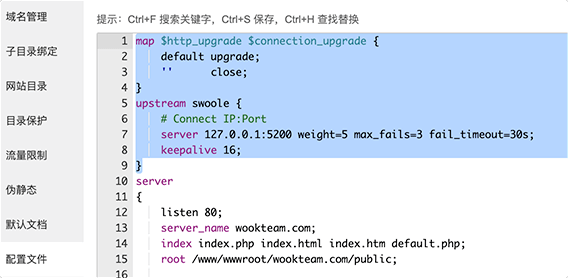 域名管理
子目录绑定
网站目录
目录保护
流量限制
伪静态
默认文档
配置文件
提示：Ctrl+F 搜索关键字，Ctrl+S 保存，Ctrl+H 查找替换
1 map $http_upgrade $connection_upgrade {
2 default upgrade;
3 '' close;
4 }
5 upstream swoole {
6 # Connect IP:Port
7 server 127.0.0.1:5200 weight=5 max_fails=3 fail_timeout=30s;
8 keepalive 16;
9 }
10 server
11 {
12 listen 80;
13 server_name wookteam.com;
14 index index.php index.html index.htm default.php;
15 root /www/wwwroot/wookteam.com/public;
16